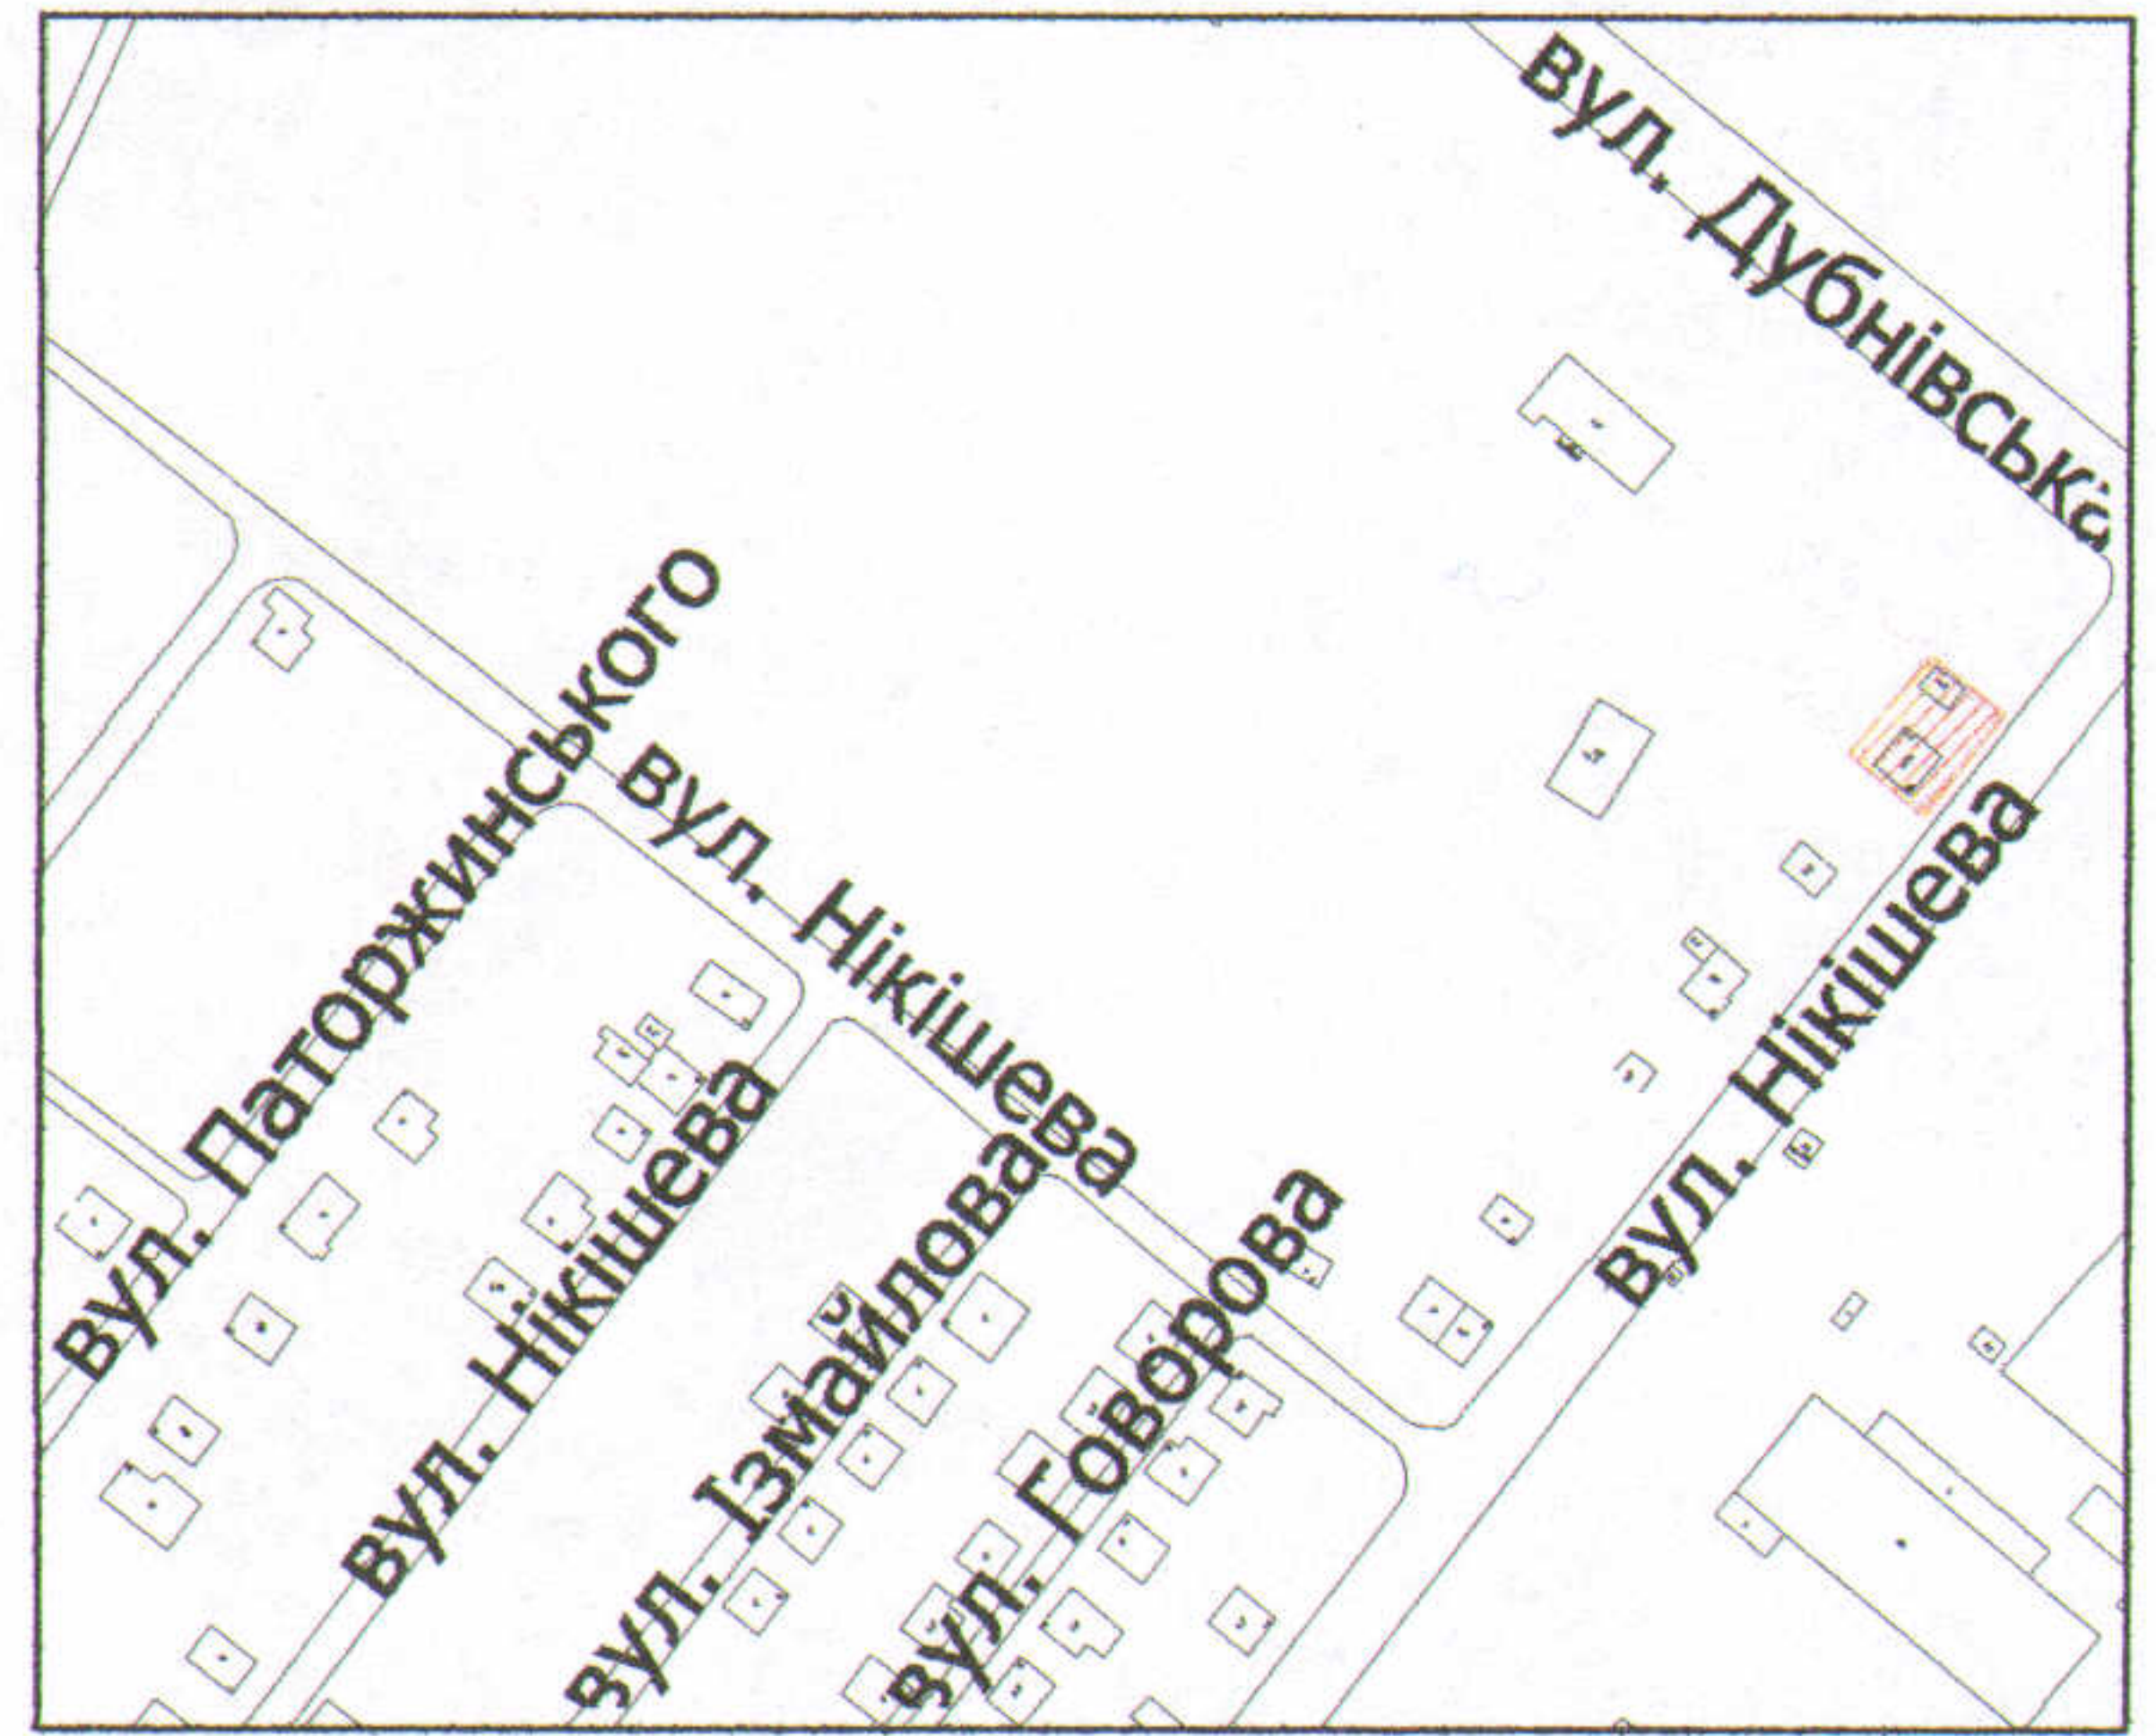 вул. Дубнівська
вул. Паторжинського
вул. Нікішева
вул. Нікішева
вул. Нікішева
вул. Ізмайлова
вул. Говорова